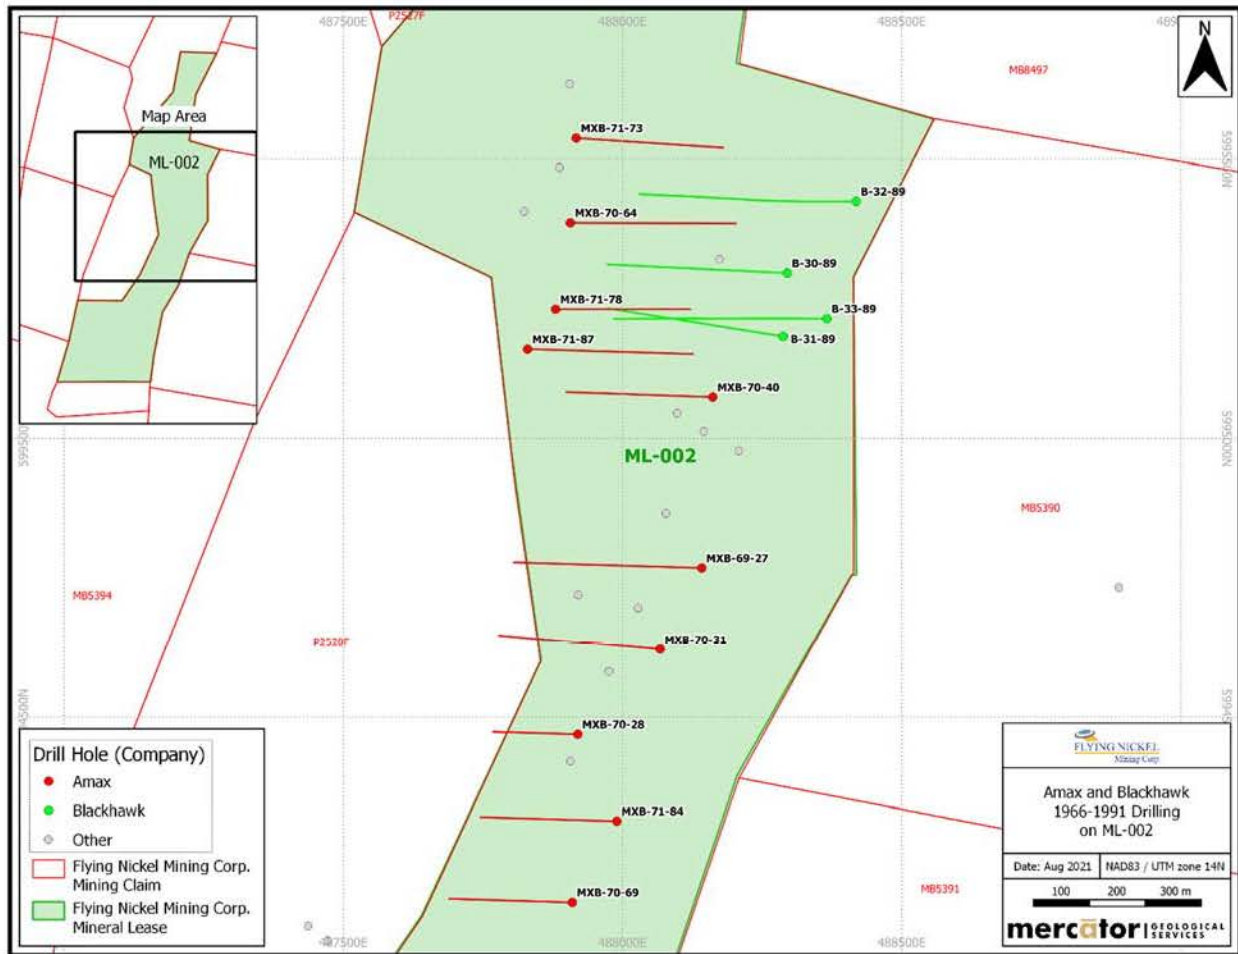 P2527F
487500E
488000E
488500E
N
MB8497
Map Area
ML-002
MXB-71-73
B-32-89
MXB-70-64
B-30-89
MXB-71-78
B-33-89
B-31-89
MXB-71-87
MXB-70-40
ML-002
MB5390
MXB-69-27
MB5394
MXB-70-31
MXB-70-28
MXB-71-84
MXB-70-69
MB5391
487500E
488000E
488500E
Drill Hole (Company)
Amax
Blackhawk
Other
Flying Nickel Mining Corp.
Mining Claim
Flying Nickel Mining Corp.
Mineral Lease
FLYING NICKEL
Mining Corp
Amax and Blackhawk
1966-1991 Drilling
on ML-002
Date: Aug 2021 NAD83 / UTM zone 14N
100 200 300 m
mercator GEOLOGICAL
SERVICES